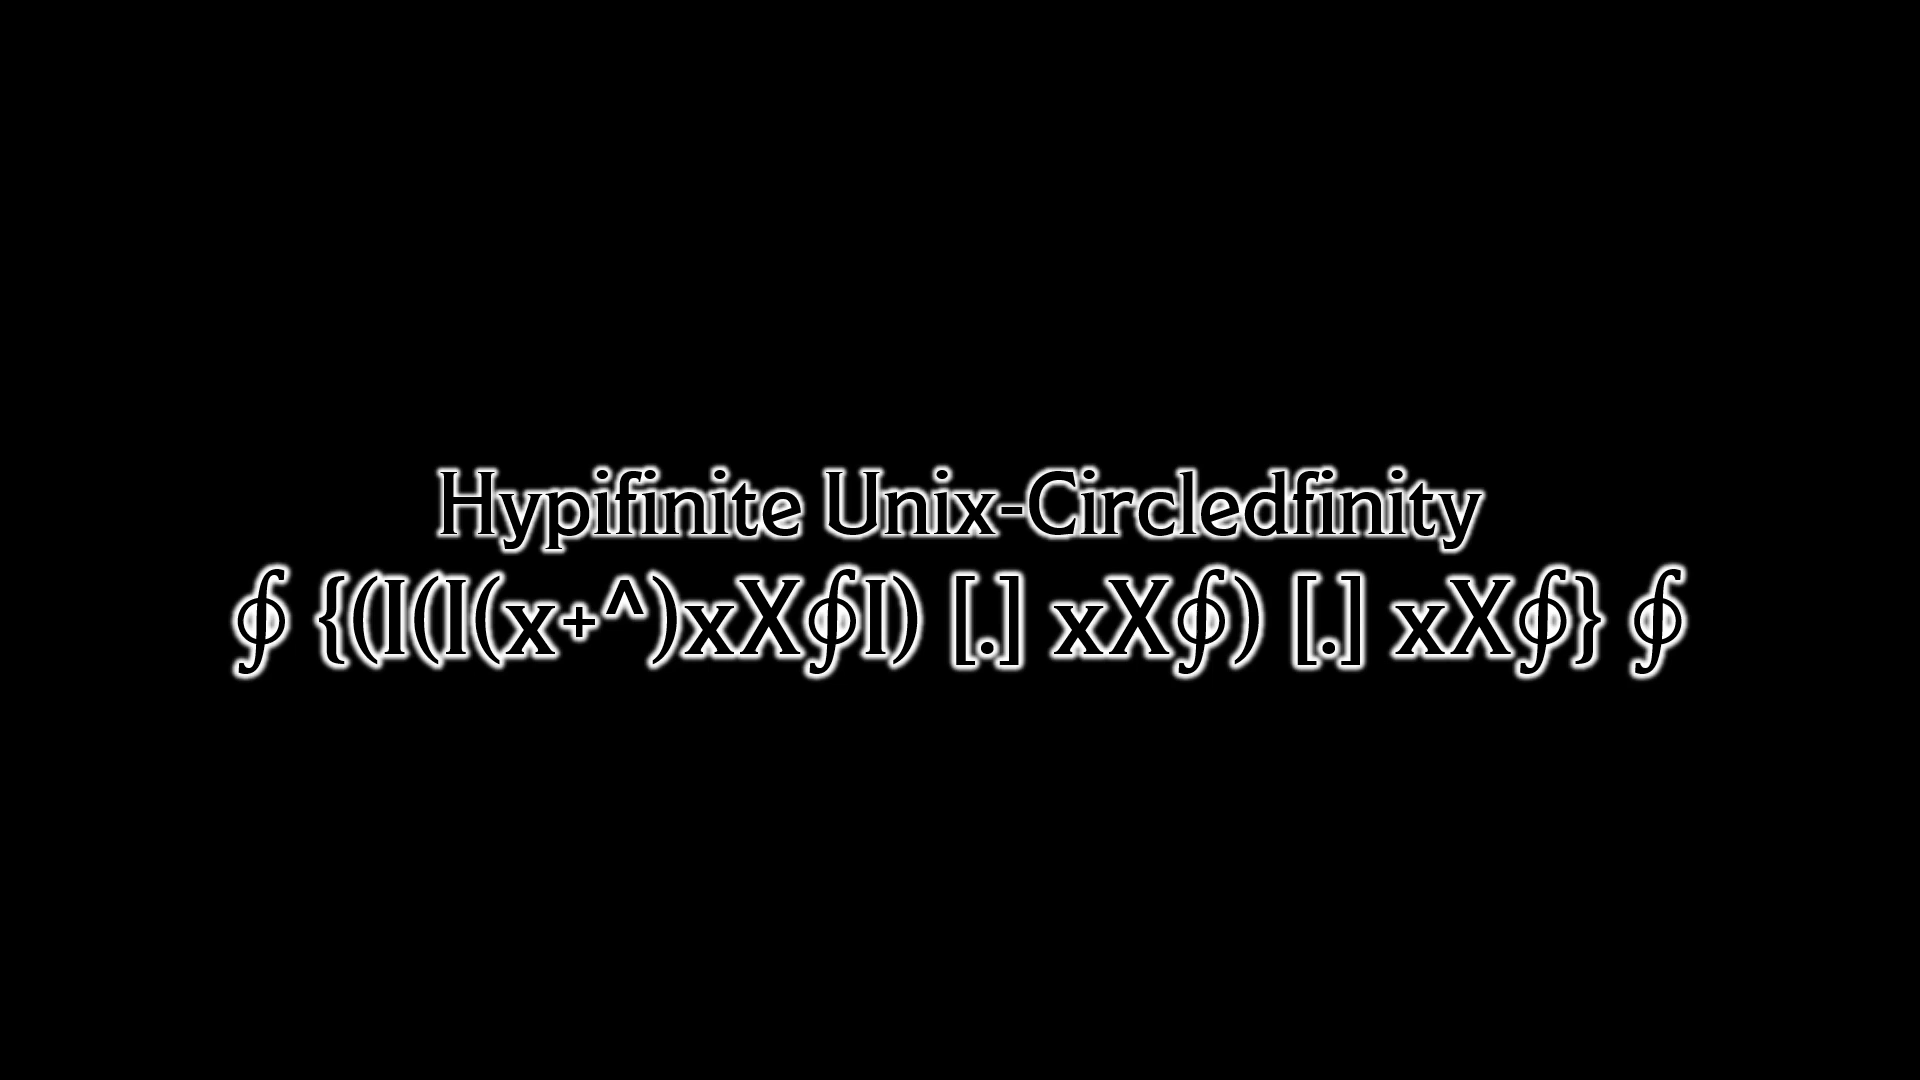 Hypifinite Unix-Circledfinity
∮ {(I(I(x+^)xX∮I) [.] xX∮) [.] xX∮} ∮